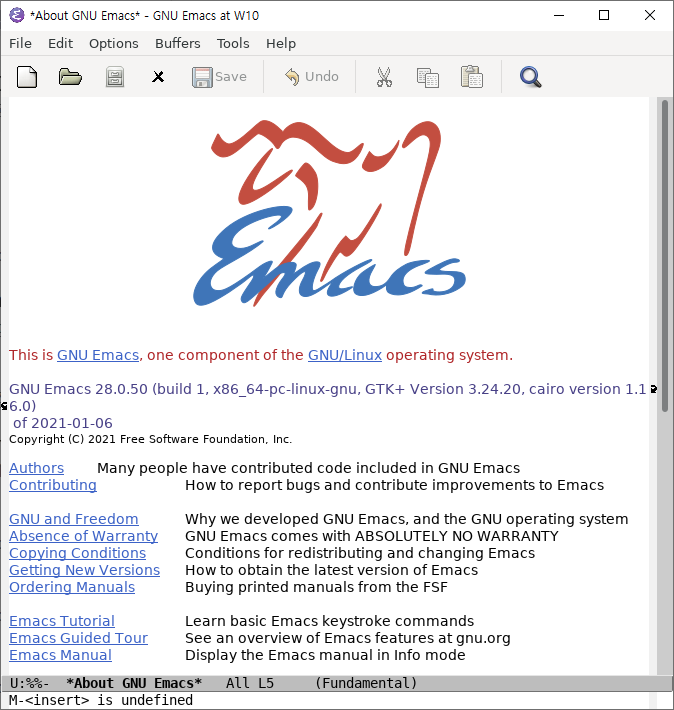 *About GNU Emacs* - GNU Emacs at W10
File Edit Options Buffers Tools Help
Save Undo
Emacs
This is GNU Emacs, one component of the GNU/Linux operating system.
GNU Emacs 28.0.50 (build 1, x86_64-pc-linux-gnu, GTK+ Version 3.24.20, cairo version 1.1
6.0)
of 2021-01-06
Copyright (C) 2021 Free Software Foundation, Inc.
Authors Many people have contributed code included in GNU Emacs
Contributing How to report bugs and contribute improvements to Emacs
GNU and Freedom Why we developed GNU Emacs, and the GNU operating system
Absence of Warranty GNU Emacs comes with ABSOLUTELY NO WARRANTY
Copying Conditions Conditions for redistributing and changing Emacs
Getting New Versions How to obtain the latest version of Emacs
Ordering Manuals Buying printed manuals from the FSF
Emacs Tutorial Learn basic Emacs keystroke commands
Emacs Guided Tour See an overview of Emacs features at gnu.org
Emacs Manual Display the Emacs manual in Info mode
U:%%- *About GNU Emacs* All L5 (Fundamental)
M-<insert> is undefined